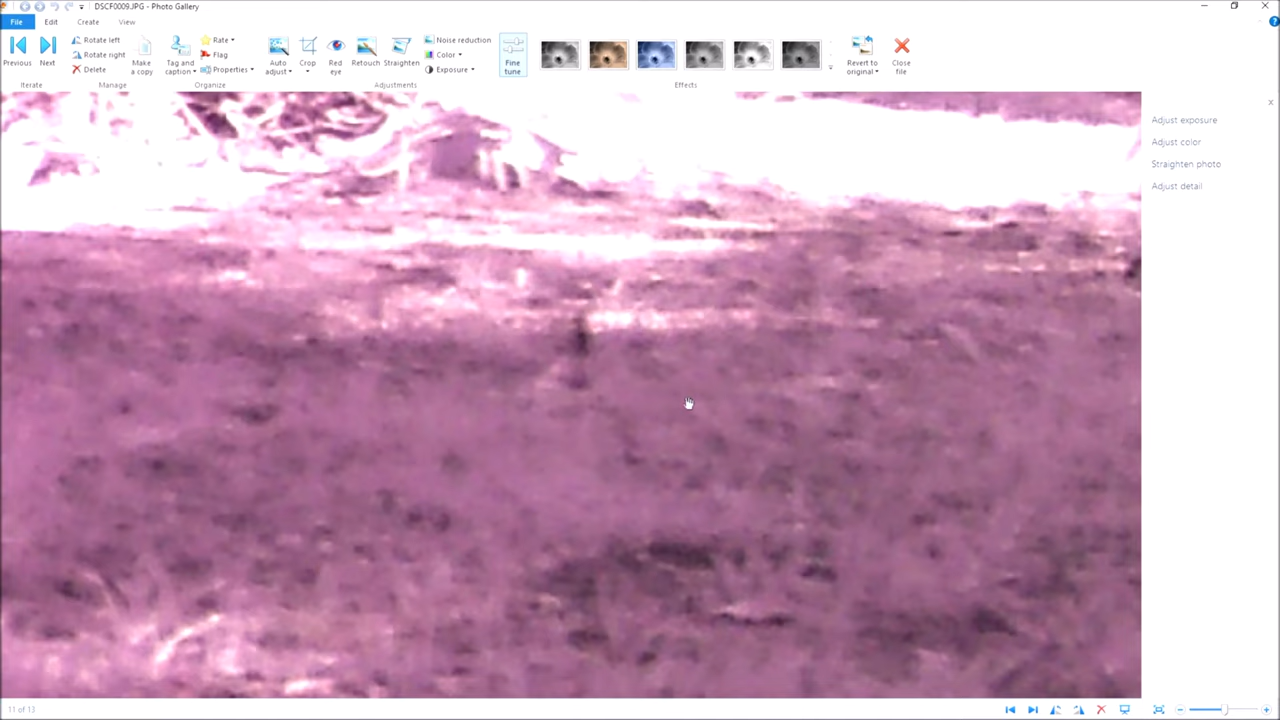 DSCF0009.JPG - Photo Gallery
File Edit Create View
Previous Next
Rotate left
Rotate right
Delete
Make a copy
Tag and caption
Rate
Flag
Properties
Auto adjust
Crop
Red eye
Retouch
Straighten
Noise reduction
Color
Exposure
Fine tune
Revert to original
Close file
Iterate Manage Organize Adjustments Effects
Adjust exposure
Adjust color
Straighten photo
Adjust detail
11 of 13